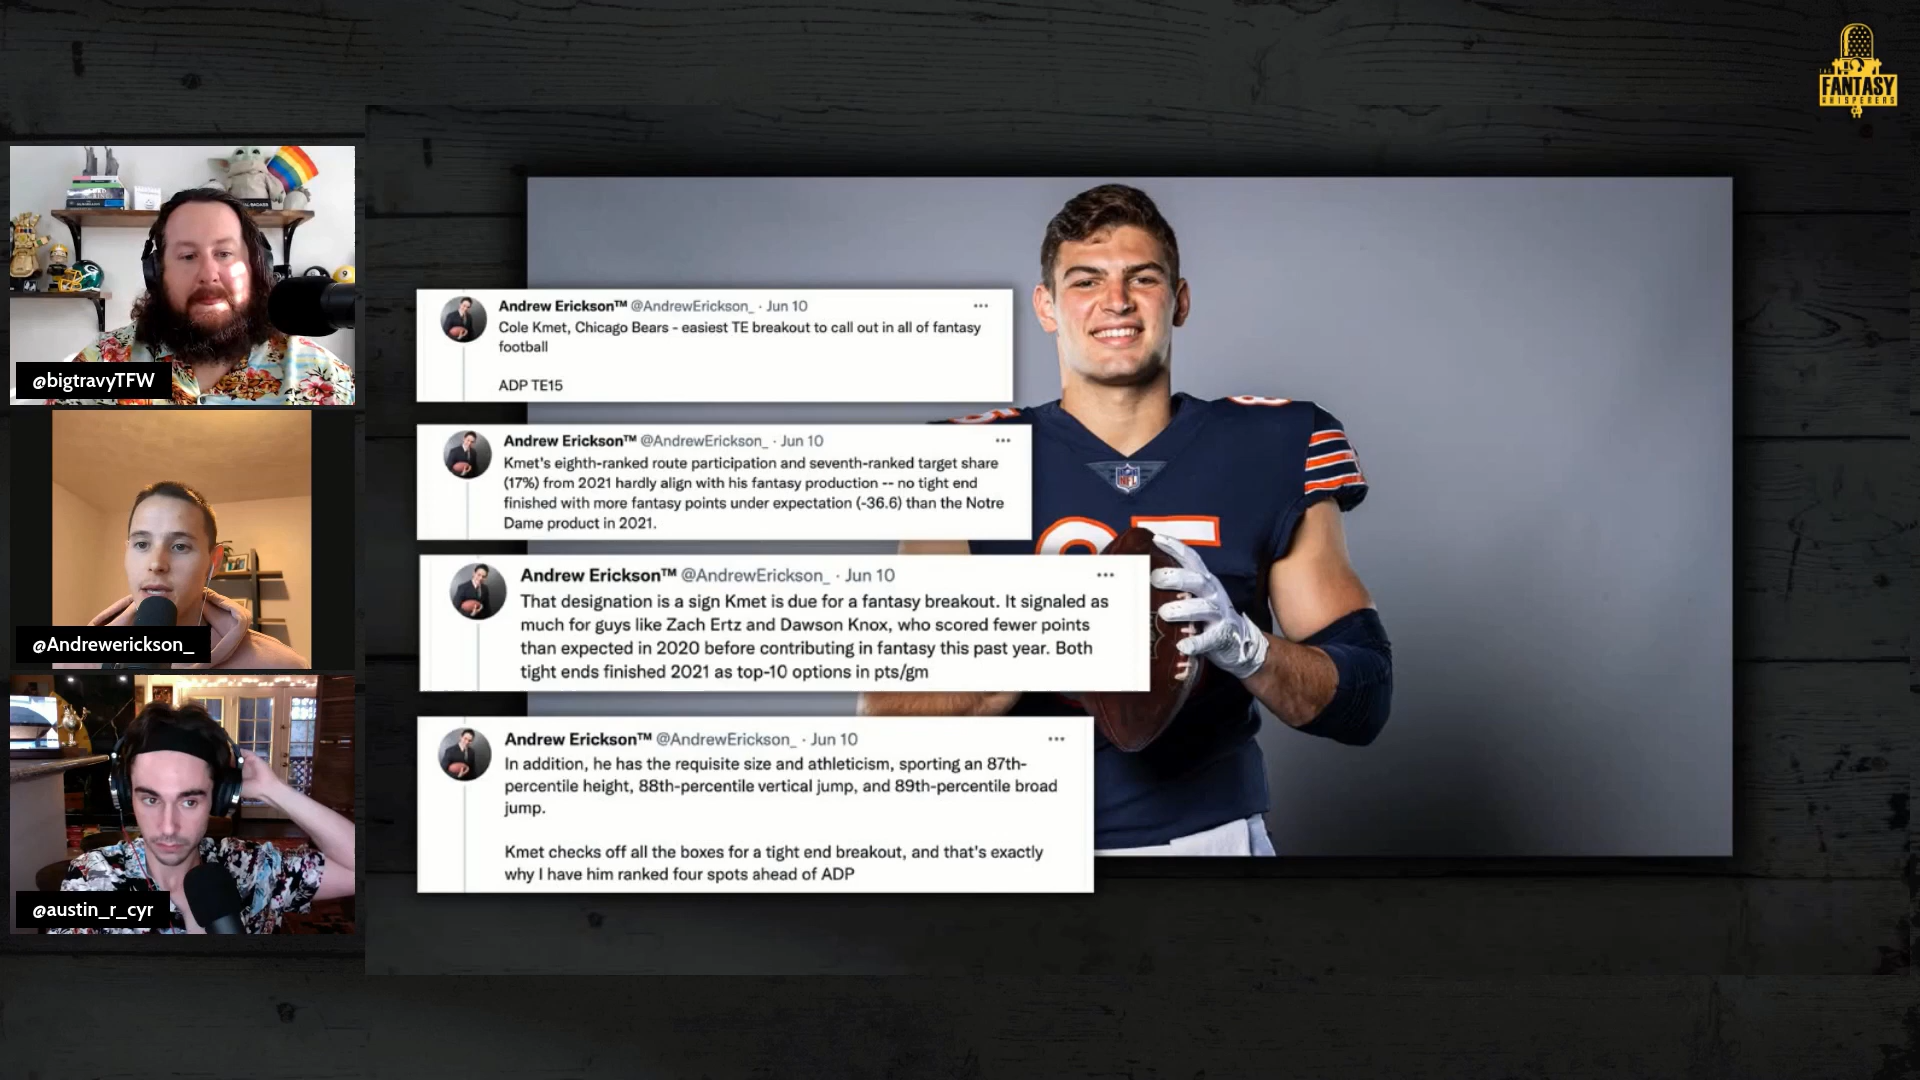 THE
FANTASY
WHISPERERS
@bigtravyTFW
@Andrewerickson_
@austin_r_cyr
Andrew Erickson™ @AndrewErickson_ · Jun 10
Cole Kmet, Chicago Bears - easiest TE breakout to call out in all of fantasy
football
ADP TE15
Andrew Erickson™ @AndrewErickson_ · Jun 10
Kmet's eighth-ranked route participation and seventh-ranked target share
(17%) from 2021 hardly align with his fantasy production -- no tight end
finished with more fantasy points under expectation (-36.6) than the Notre
Dame product in 2021.
Andrew Erickson™ @AndrewErickson_ · Jun 10
That designation is a sign Kmet is due for a fantasy breakout. It signaled as
much for guys like Zach Ertz and Dawson Knox, who scored fewer points
than expected in 2020 before contributing in fantasy this past year. Both
tight ends finished 2021 as top-10 options in pts/gm
Andrew Erickson™ @AndrewErickson_ · Jun 10
In addition, he has the requisite size and athleticism, sporting an 87th-
percentile height, 88th-percentile vertical jump, and 89th-percentile broad
jump.
Kmet checks off all the boxes for a tight end breakout, and that's exactly
why I have him ranked four spots ahead of ADP
NFL